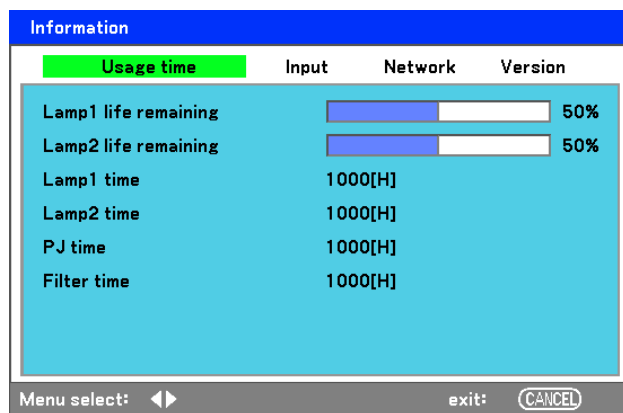 Information
Usage time Input Network Version
Lamp1 life remaining 50%
Lamp2 life remaining 50%
Lamp1 time 1000[H]
Lamp2 time 1000[H]
PJ time 1000[H]
Filter time 1000[H]
Menu select: ◀▶ exit: CANCEL